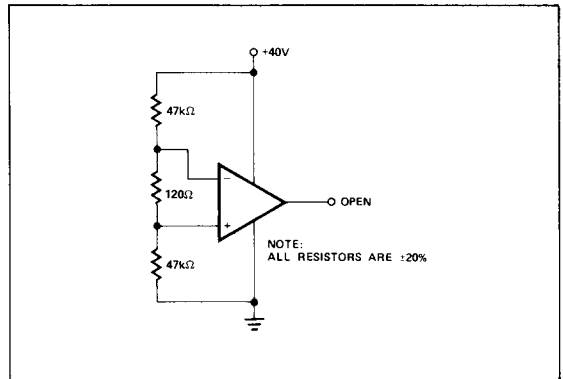 +40V
47kΩ
−
120Ω
+
OPEN
47kΩ
NOTE:
ALL RESISTORS ARE ±20%